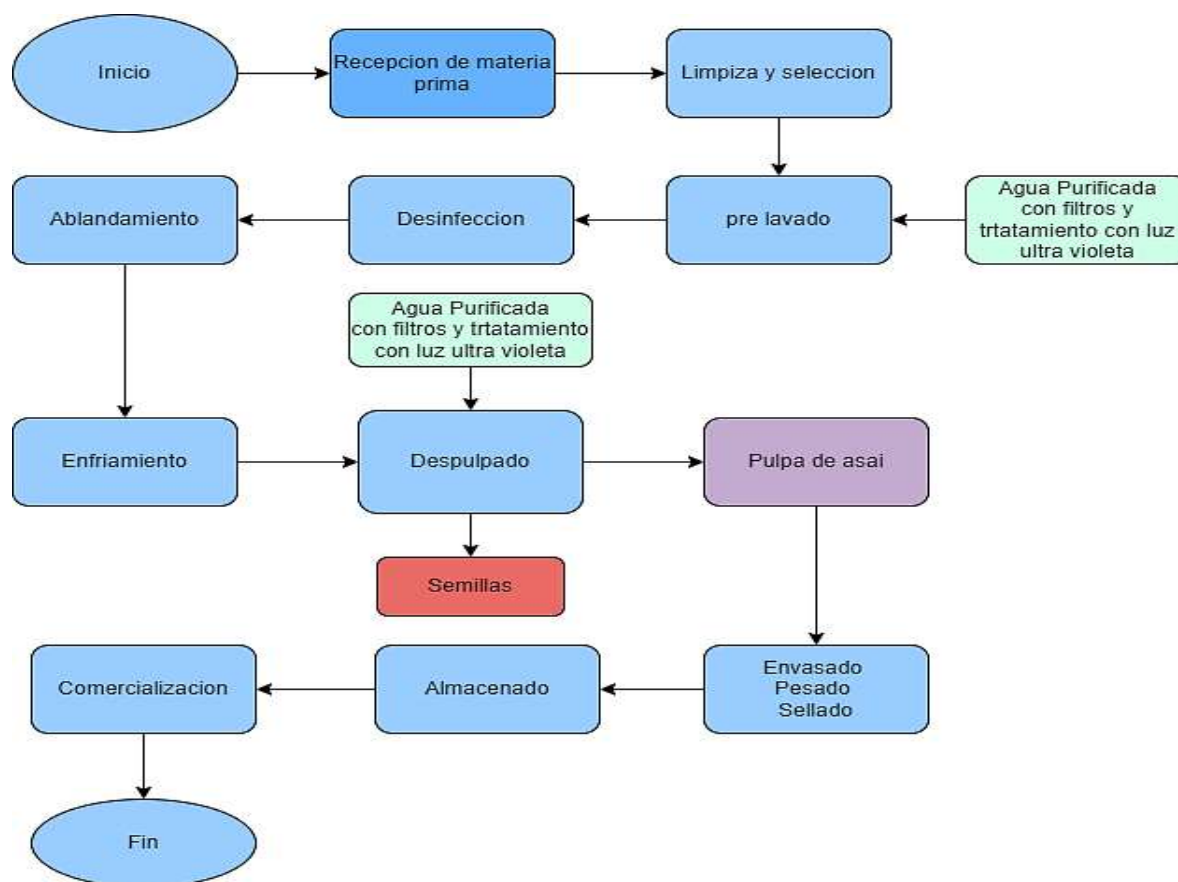 Inicio
Recepcion de materia
prima
Limpiza y seleccion
Ablandamiento
Desinfeccion
pre lavado
Agua Purificada
con filtros y
trtatamiento con luz
ultra violeta
Agua Purificada
con filtros y trtatamiento
con luz ultra violeta
Enfriamiento
Despulpado
Pulpa de asai
Semillas
Comercializacion
Almacenado
Envasado
Pesado
Sellado
Fin